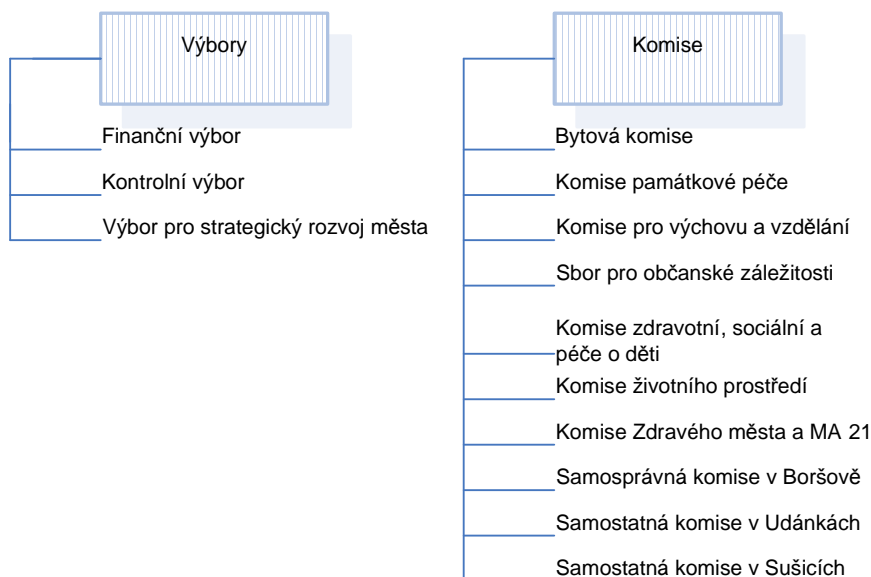 Výbory
Finanční výbor
Kontrolní výbor
Výbor pro strategický rozvoj města
Komise
Bytová komise
Komise památkové péče
Komise pro výchovu a vzdělání
Sbor pro občanské záležitosti
Komise zdravotní, sociální a
péče o děti
Komise životního prostředí
Komise Zdravého města a MA 21
Samosprávná komise v Boršově
Samostatná komise v Udánkách
Samostatná komise v Sušicích